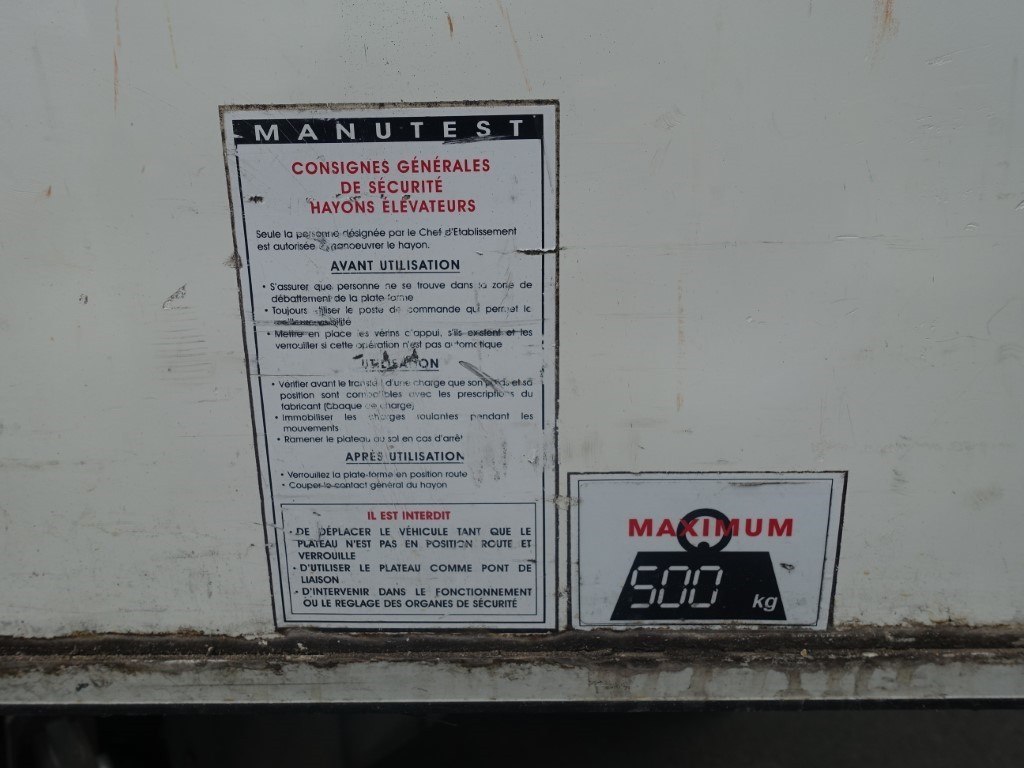 MANUTEST
CONSIGNES GÉNÉRALES
DE SÉCURITÉ
HAYONS ÉLÉVATEURS
Seule la personne désignée par le Chef d'Etablissement
est autorisée à manoeuvrer le hayon.
AVANT UTILISATION
• S'assurer que personne ne se trouve dans la zone de
débattement de la plate-forme
• Toujours utiliser le poste de commande qui permet la
meilleure visibilité
• Mettre en place les vérins d'appui, s'ils existent et les
verrouiller si cette opération n'est pas automatique
UTILISATION
• Vérifier avant le transfert d'une charge que son poids et sa
position sont compatibles avec les prescriptions du
fabricant (abaque de charge)
• Immobiliser les charges roulantes pendant les
mouvements
• Ramener le plateau au sol en cas d'arrêt
APRÈS UTILISATION
• Verrouillez la plate-forme en position route
• Couper le contact général du hayon
IL EST INTERDIT
• DE DÉPLACER LE VÉHICULE TANT QUE LE
PLATEAU N'EST PAS EN POSITION ROUTE ET
VERROUILLE
• D'UTILISER LE PLATEAU COMME PONT DE
LIAISON
• D'INTERVENIR DANS LE FONCTIONNEMENT
OU LE REGLAGE DES ORGANES DE SÉCURITÉ
MAXIMUM
500 kg